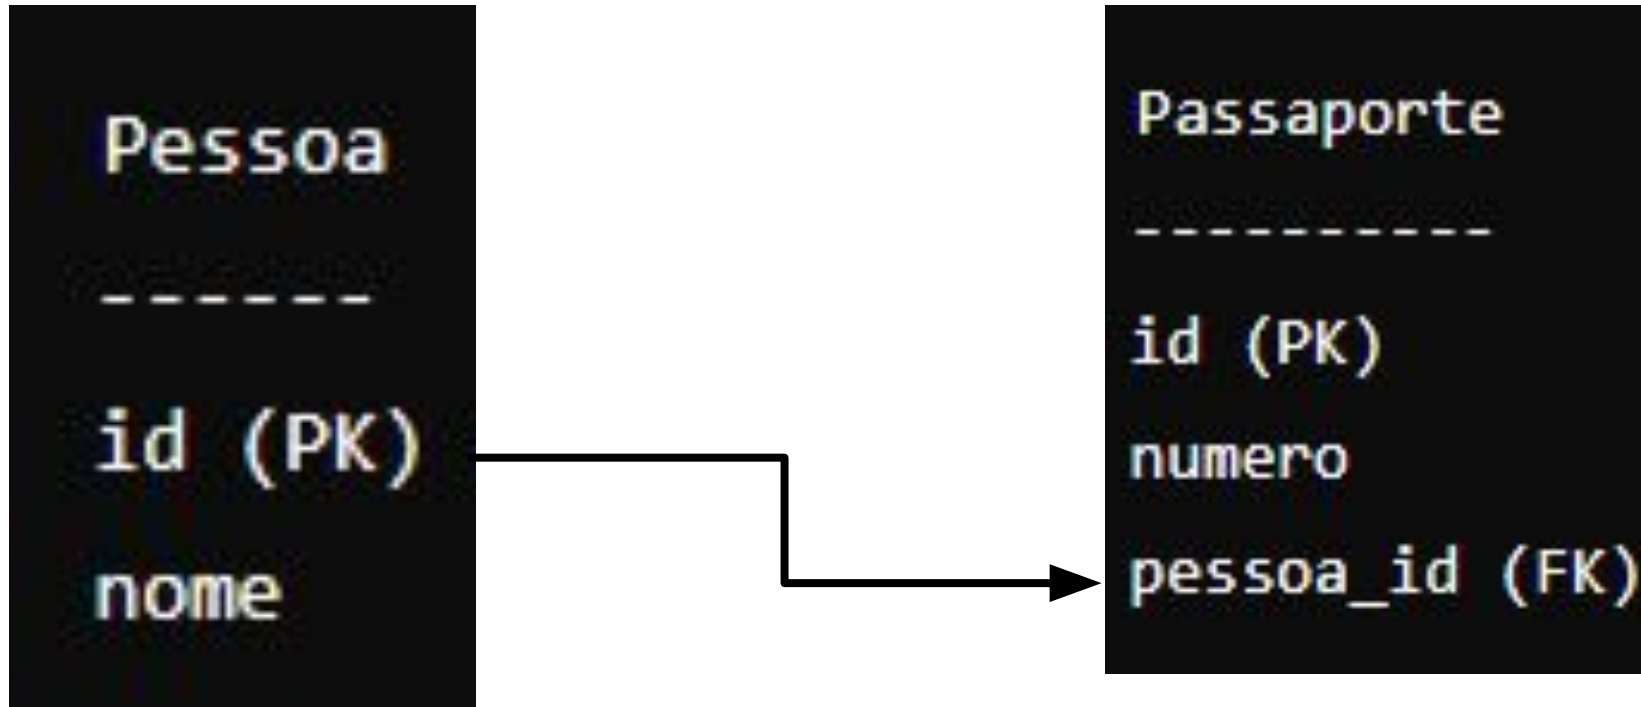 Pessoa
------
id (PK)
nome
Passaporte
----------
id (PK)
numero
pessoa_id (FK)